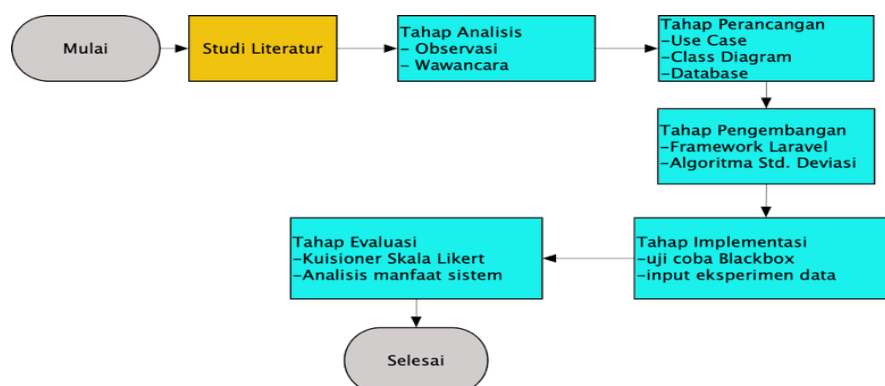 Mulai
Studi Literatur
Tahap Analisis
- Observasi
- Wawancara
Tahap Perancangan
-Use Case
-Class Diagram
-Database
Tahap Pengembangan
-Framework Laravel
-Algoritma Std. Deviasi
Tahap Implementasi
-uji coba Blackbox
-input eksperimen data
Tahap Evaluasi
-Kuisioner Skala Likert
-Analisis manfaat sistem
Selesai